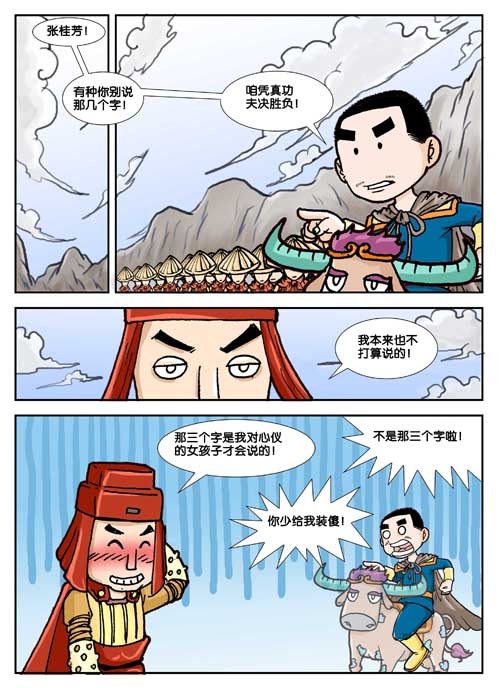 张桂芳！
有种你别说
那几个字！
咱凭真功
夫决胜负！
我本来也不
打算说的！
那三个字是我对心仪
的女孩子才会说的！
不是那三个字啦！
你少给我装傻！